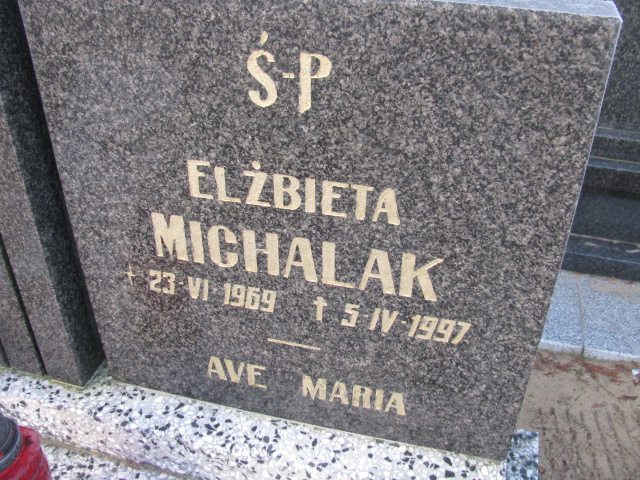 Ś-P
ELŻBIETA
MICHALAK
23-VI 1969 † 5 IV-1997
AVE MARIA